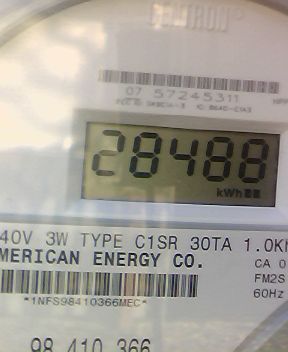 CENTRON®
07 57245311
28488
kWh
40V 3W TYPE C1SR 30TA 1.0K
MERICAN ENERGY CO.
CA 0
FM2S
60Hz
*1NFS98410366MEC*
98 410 366